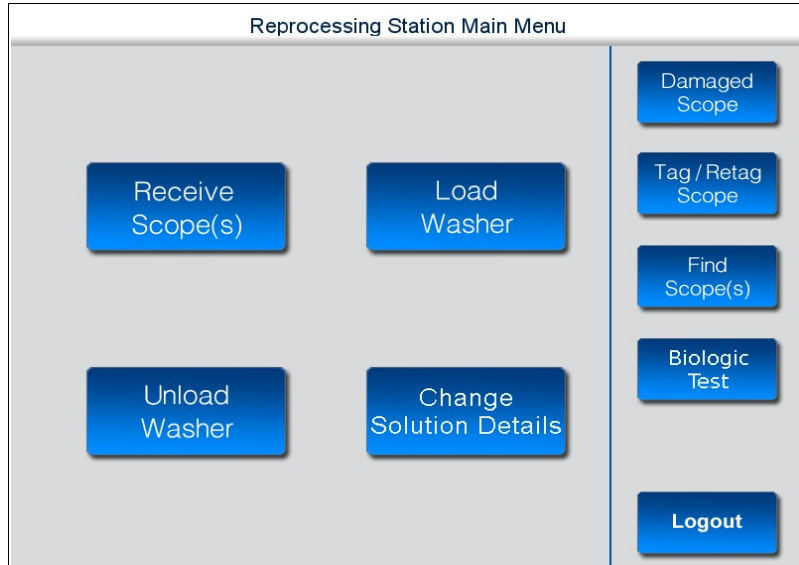 Reprocessing Station Main Menu
Receive
Scope(s)
Load
Washer
Unload
Washer
Change
Solution Details
Damaged
Scope
Tag / Retag
Scope
Find
Scope(s)
Biologic
Test
Logout